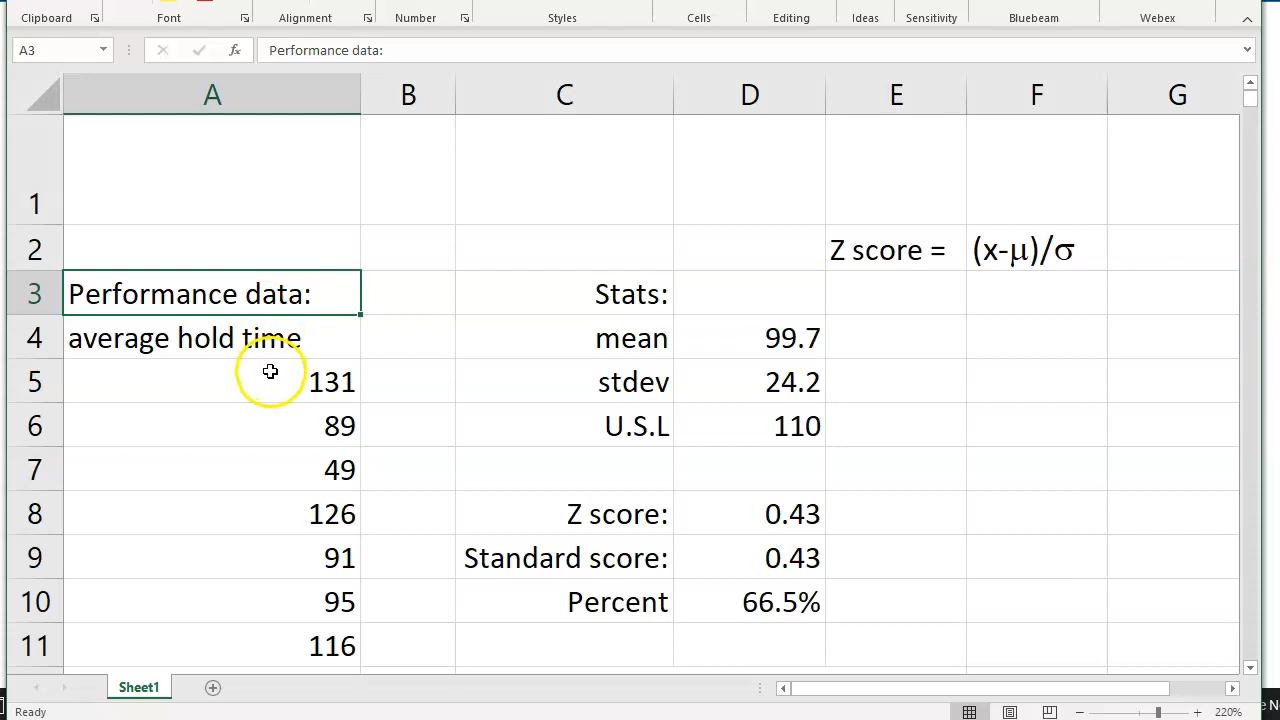 Clipboard Font Alignment Number Styles Cells Editing Ideas Sensitivity Bluebeam Webex
A3 fx Performance data:
A B C D E F G
1
2 Z score = (x-μ)/σ
3 Performance data: Stats:
4 average hold time mean 99.7
5 131 stdev 24.2
6 89 U.S.L 110
7 49
8 126 Z score: 0.43
9 91 Standard score: 0.43
10 95 Percent 66.5%
11 116
Sheet1
Ready 220%